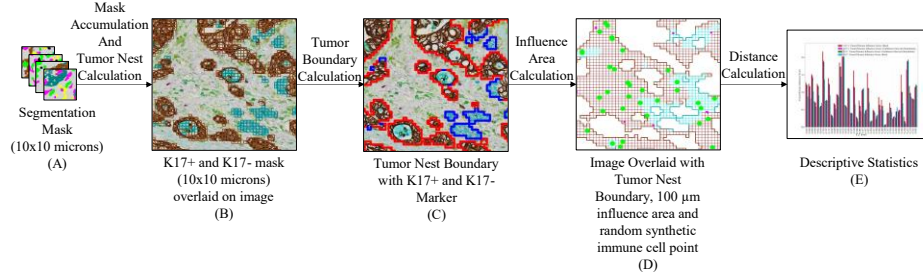 Mask
Accumulation
And
Tumor Nest
Calculation
Segmentation
Mask
(10x10 microns)
(A)
K17+ and K17- mask
(10x10 microns)
overlaid on image
(B)
Tumor
Boundary
Calculation
Tumor Nest Boundary
with K17+ and K17-
Marker
(C)
Influence
Area
Calculation
Image Overlaid with
Tumor Nest
Boundary, 100 µm
influence area and
random synthetic
immune cell point
(D)
Distance
Calculation
Descriptive Statistics
(E)